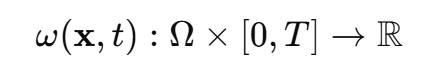 ω(𝐱, t) : Ω × [0, T] → ℝ